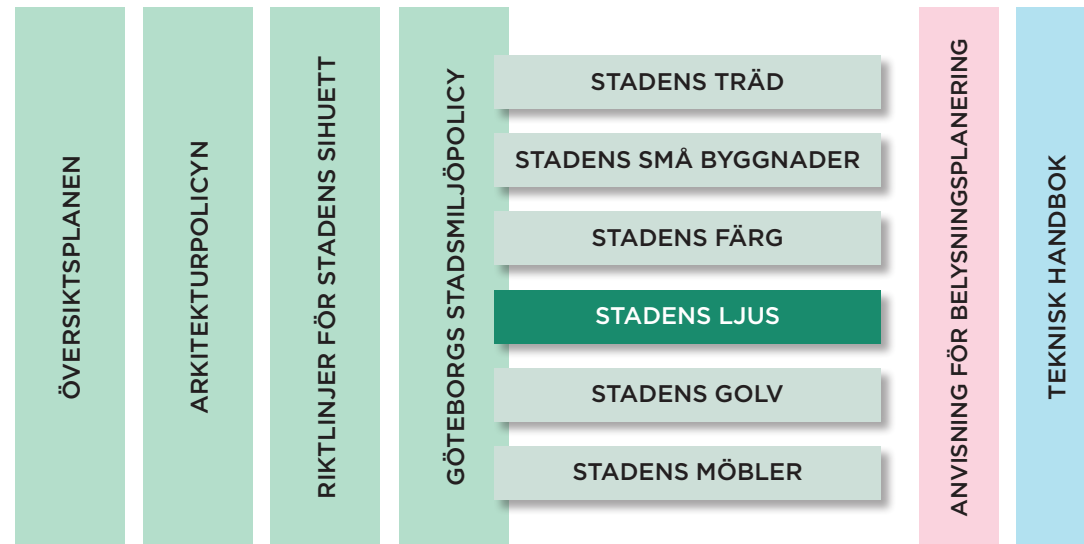 ÖVERSIKTSPLANEN
ARKITEKTURPOLICYN
RIKTLINJER FÖR STADENS SIHUETT
GÖTEBORGS STADSMILJÖPOLICY
STADENS TRÄD
STADENS SMÅ BYGGNADER
STADENS FÄRG
STADENS LJUS
STADENS GOLV
STADENS MÖBLER
ANVISNING FÖR BELYSNINGSPLANERING
TEKNISK HANDBOK